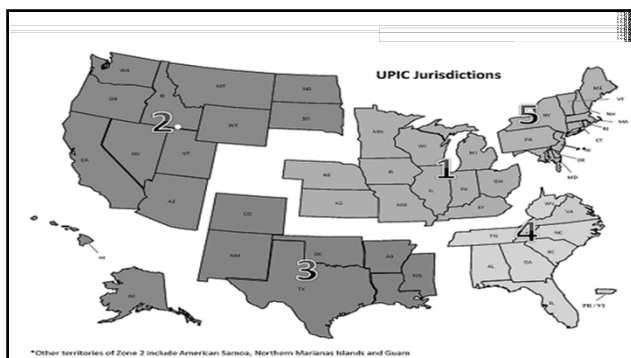 UPIC Jurisdictions
WA
MT
ND
ME
VT
OR
ID
MN
NH
5
NY
MA
2
SD
WI
RI
WY
MI
CT
PA
NV
UT
IA
1
NE
DE
CA
IL
IN
OH
MD
KS
MO
KY
WV
VA
AZ
CO
4
NC
TN
SC
OK
AR
NM
3
AL
GA
HI
MS
TX
AK
FL
PR / VI
*Other territories of Zone 2 include American Samoa, Northern Marianas Islands and Guam